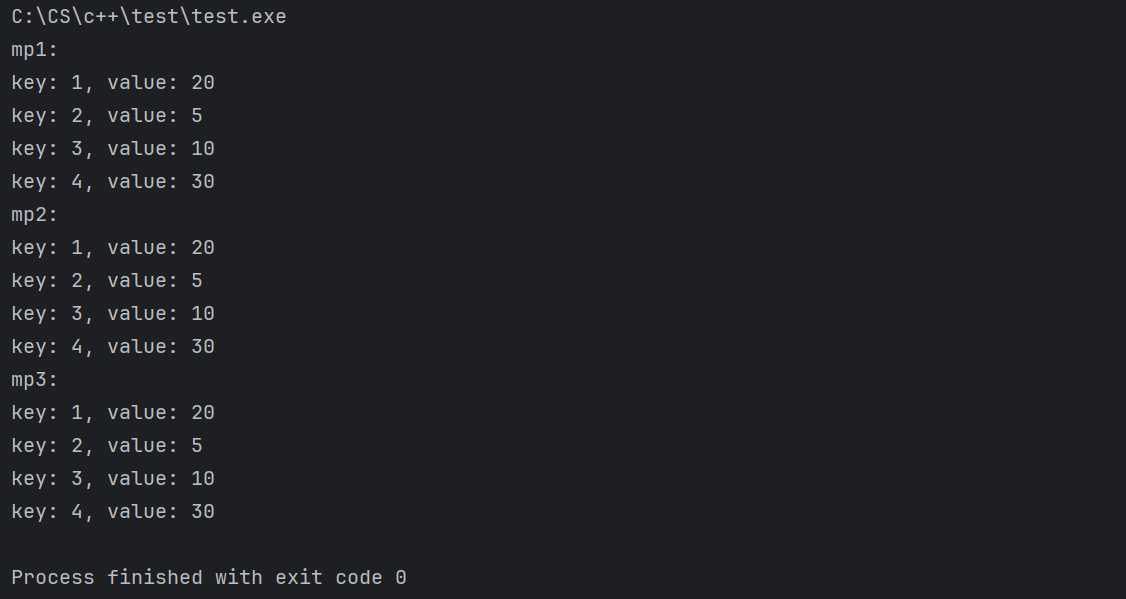 C:\CS\c++\test\test.exe
mp1:
key: 1, value: 20
key: 2, value: 5
key: 3, value: 10
key: 4, value: 30
mp2:
key: 1, value: 20
key: 2, value: 5
key: 3, value: 10
key: 4, value: 30
mp3:
key: 1, value: 20
key: 2, value: 5
key: 3, value: 10
key: 4, value: 30
Process finished with exit code 0